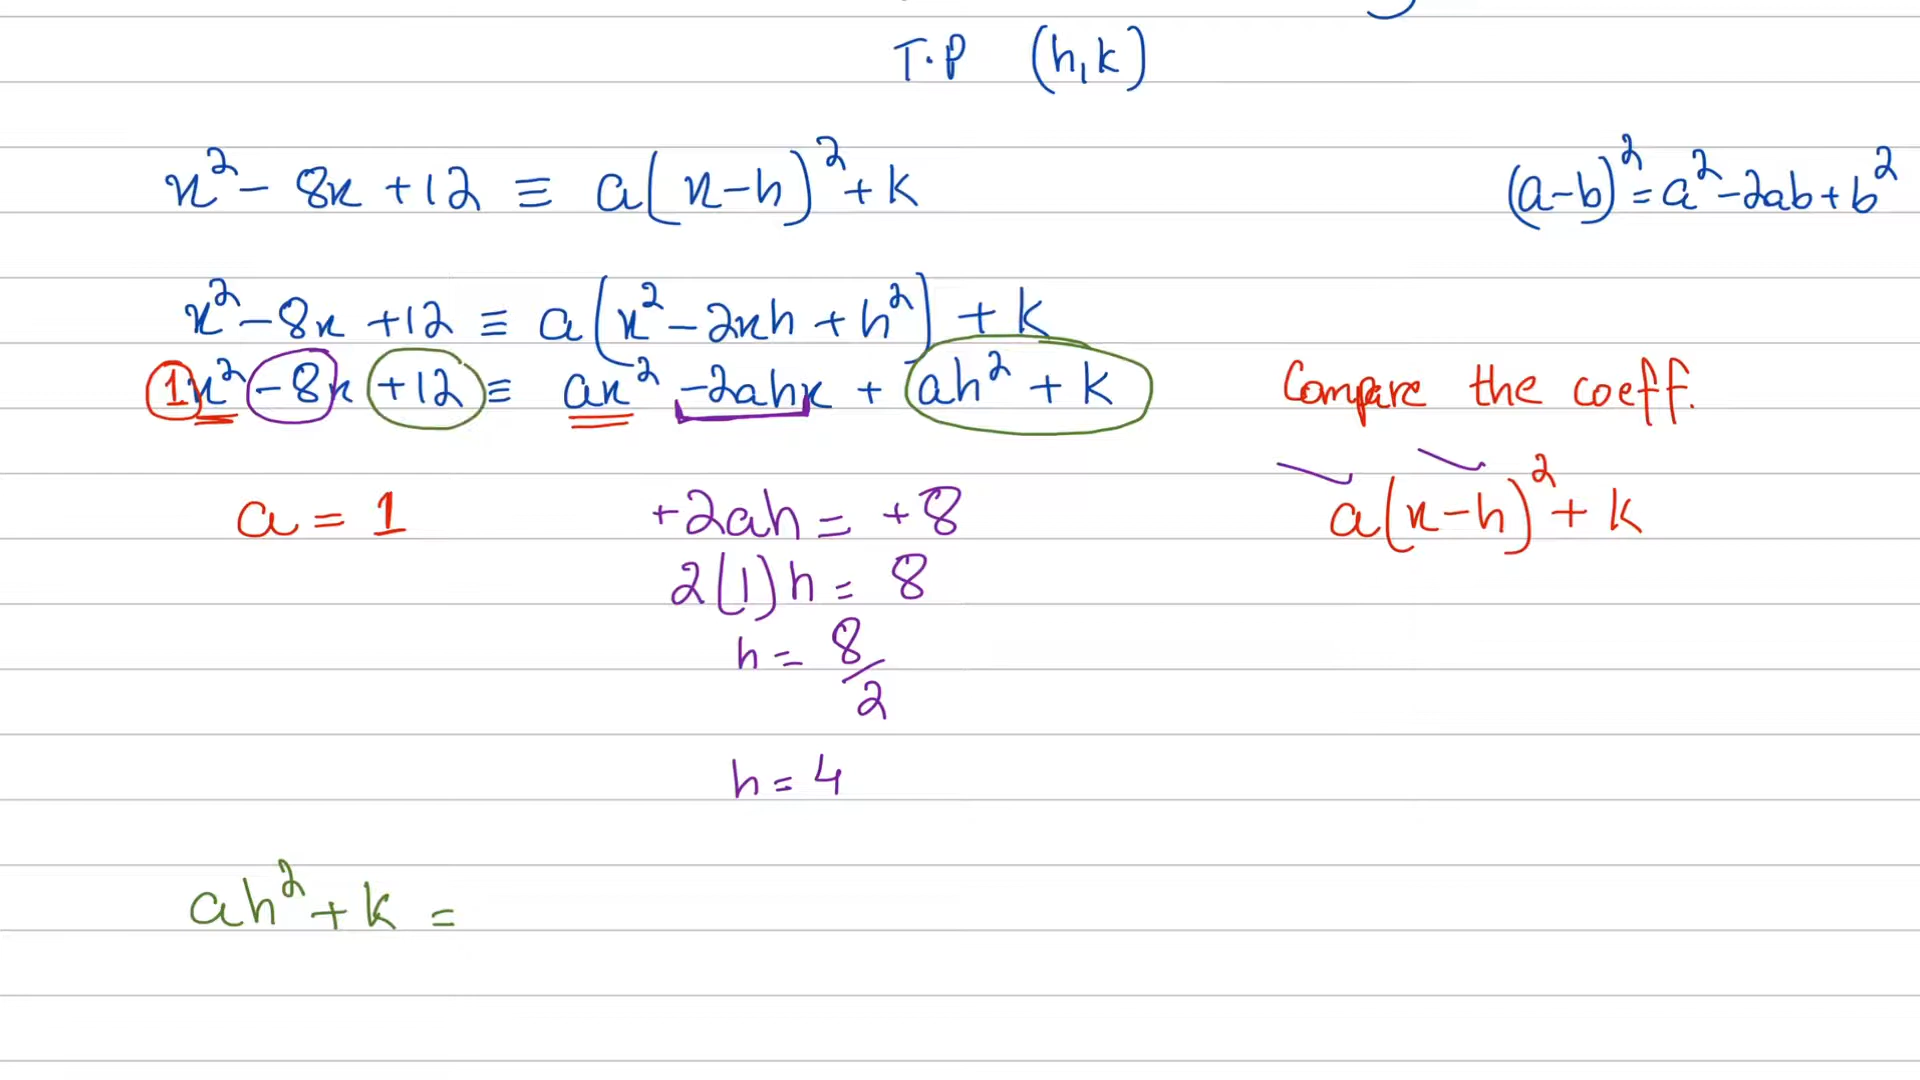 T.P (h,k)
x² - 8x + 12 ≡ a(x-h)² + k
(a-b)² = a² - 2ab + b²
x² - 8x + 12 ≡ a(x² - 2xh + h²) + k
1x² - 8x + 12 ≡ ax² - 2ahx + ah² + k
Compare the coeff.
a = 1
+2ah = +8
a(x-h)² + k
2(1)h = 8
h = 8/2
h = 4
ah² + k =